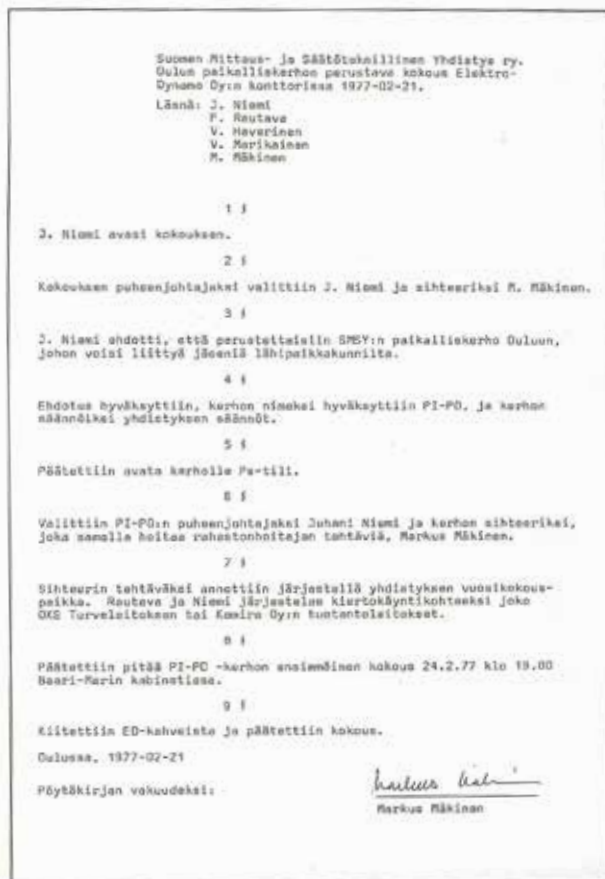 Suomen Mittaus- ja Säätöteknillinen Yhdistys ry.
Oulun paikalliskerhon perustava kokous Elektro-
Dynamo Oy:n konttorissa 1977-02-21.
Läsnä: J. Niemi
F. Rautava
V. Haverinen
V. Marikainen
M. Mäkinen
1 §
J. Niemi avasi kokouksen.
2 §
Kokouksen puheenjohtajaksi valittiin J. Niemi ja sihteeriksi M. Mäkinen.
3 §
J. Niemi ehdotti, että perustettaisiin SMSY:n paikalliskerho Ouluun,
johon voisi liittyä jäseniä lähipaikkakunnilta.
4 §
Ehdotus hyväksyttiin, kerhon nimeksi hyväksyttiin PI-PO, ja kerhon
säännöiksi yhdistyksen säännöt.
5 §
Päätettiin avata kerholle Ps-tili.
6 §
Valittiin PI-PO:n puheenjohtajaksi Juhani Niemi ja kerhon sihteeriksi,
joka samalla hoitaa rahastonhoitajan tehtäviä, Markus Mäkinen.
7 §
Sihteerin tehtäväksi annettiin järjestellä yhdistyksen vuosikokous-
paikka. Rautava ja Niemi järjestelee kiertokäyntikohteeksi joko
OKS Turvelaitoksen tai Kemira Oy:n tuotantolaitokset.
8 §
Päätettiin pitää PI-PO -kerhon ensimmäinen kokous 24.2.77 klo 19.00
Baari-Marin kabinetissa.
9 §
Kiitettiin ED-kahveista ja päätettiin kokous.
Oulussa, 1977-02-21
Pöytäkirjan vakuudeksi:
Markus Mäkinen